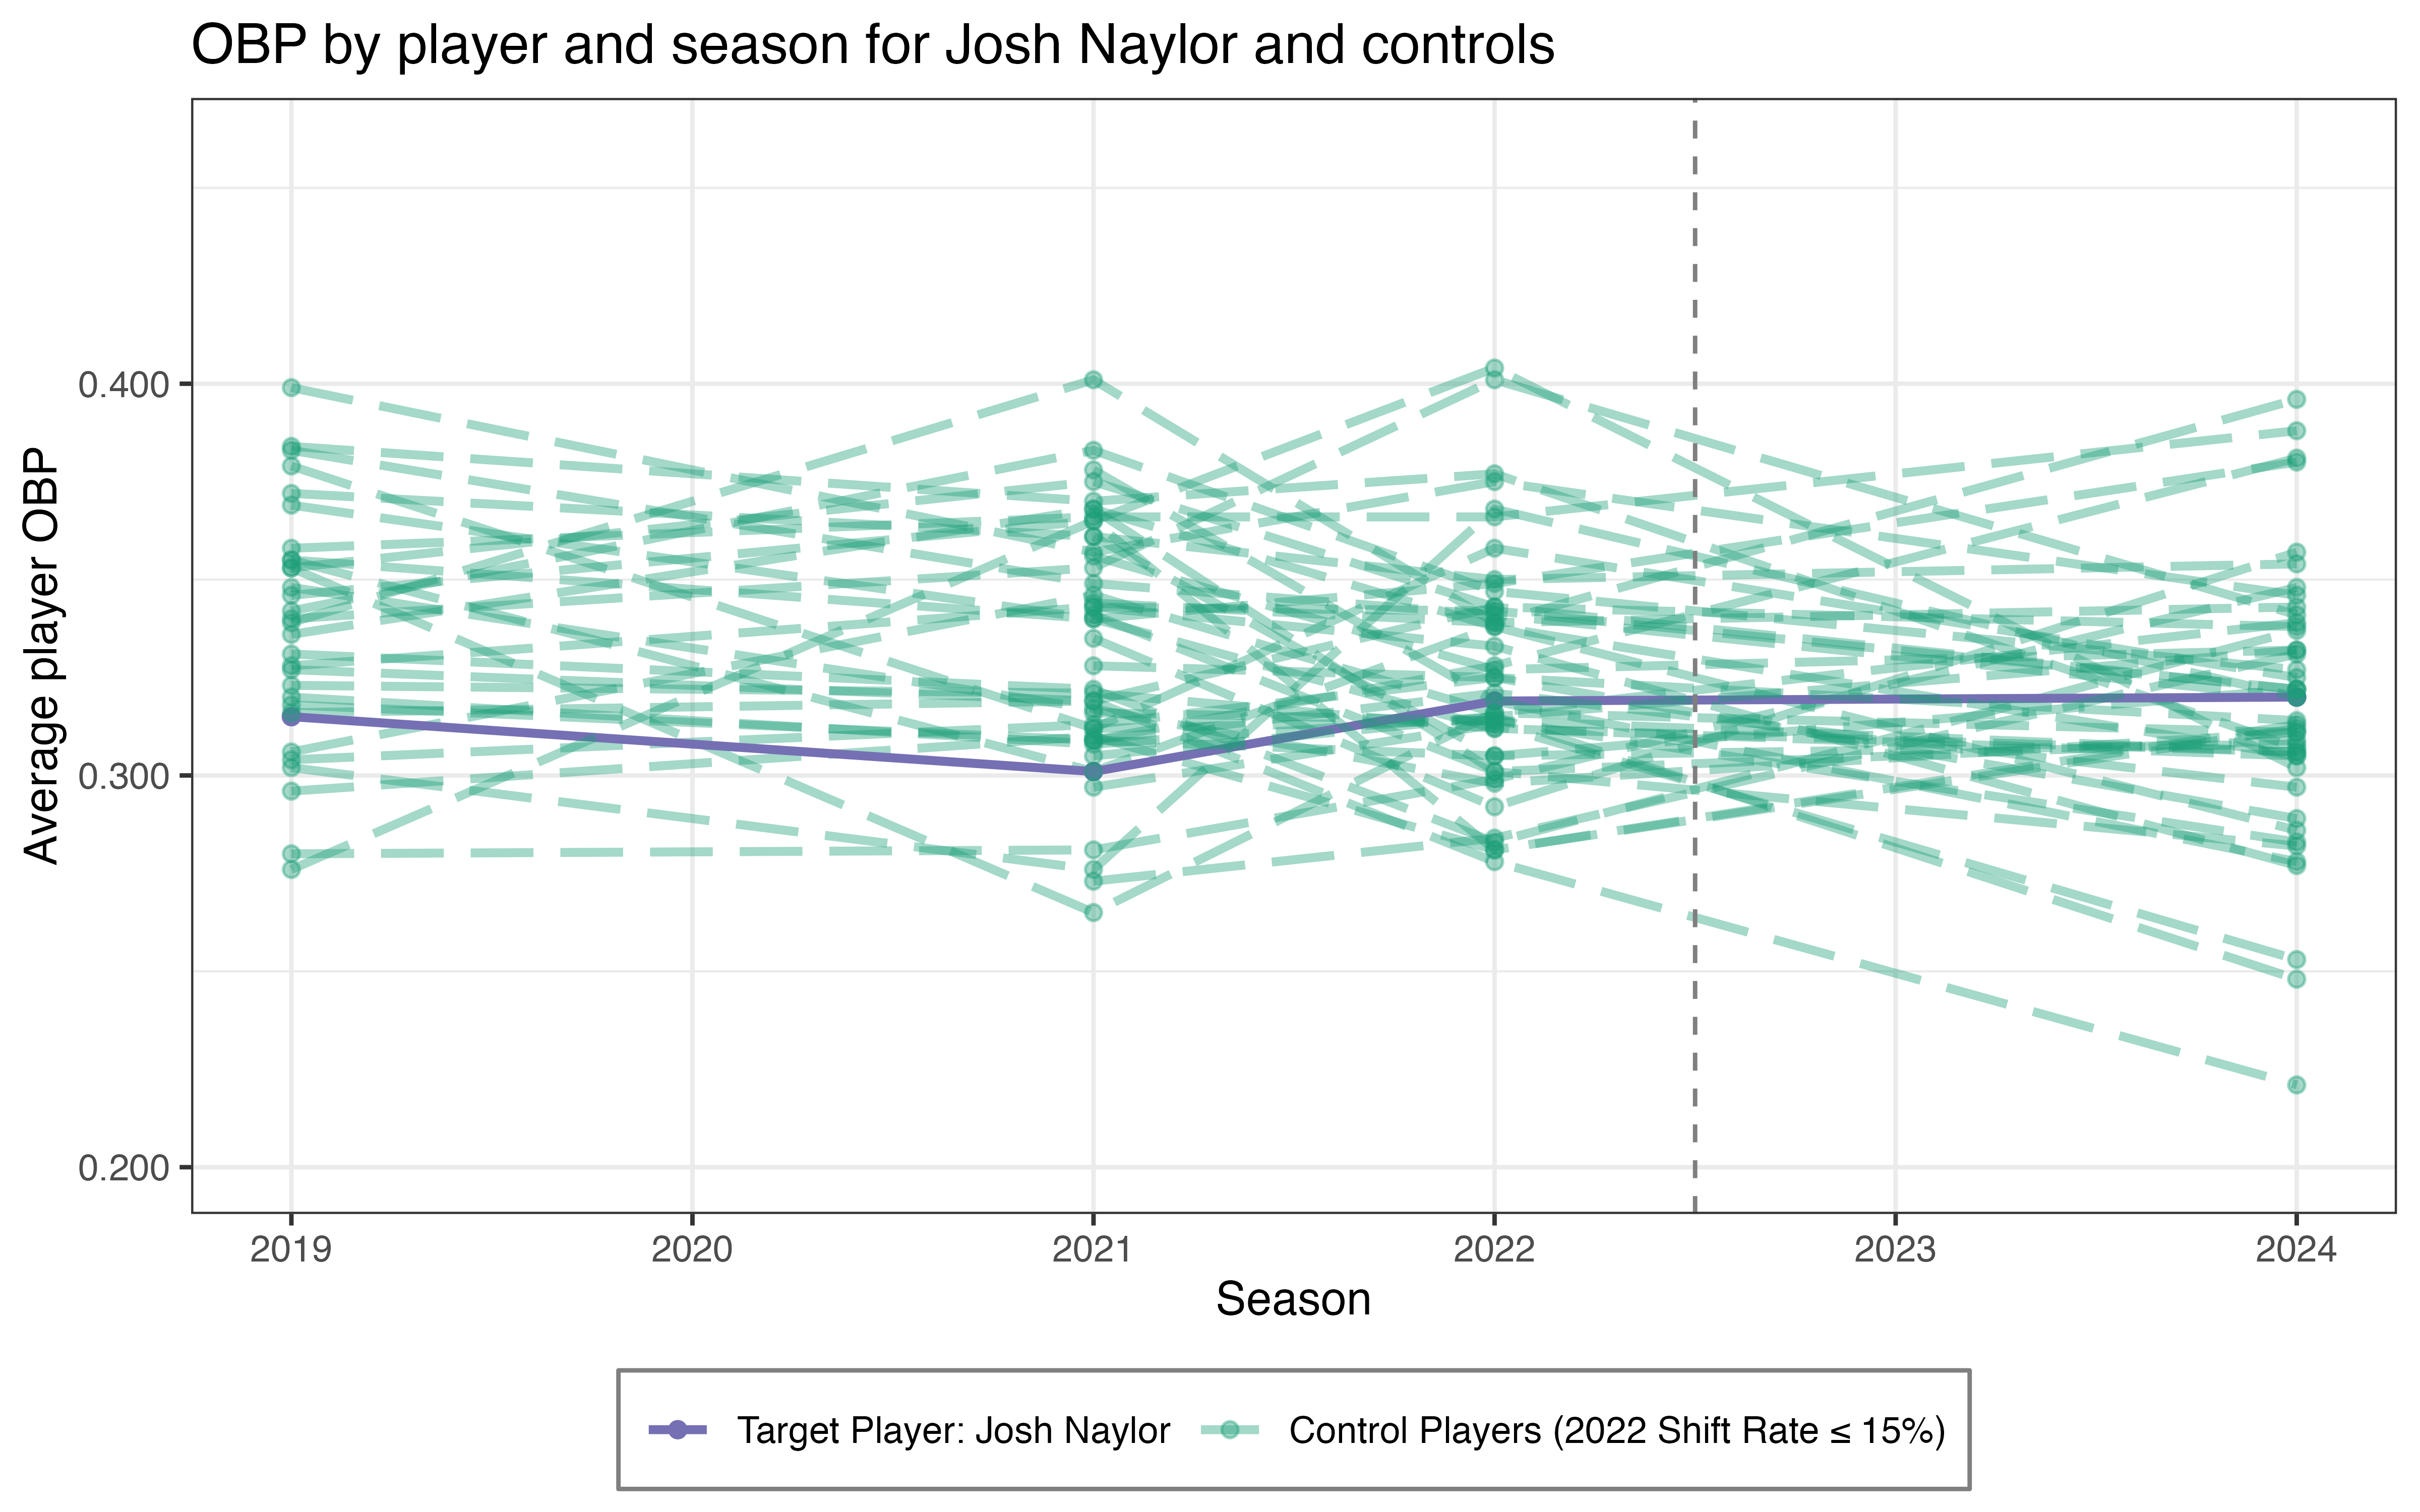 OBP by player and season for Josh Naylor and controls
Average player OBP
0.400
0.300
0.200
2019 2020 2021 2022 2023 2024
Season
Target Player: Josh Naylor Control Players (2022 Shift Rate ≤ 15%)